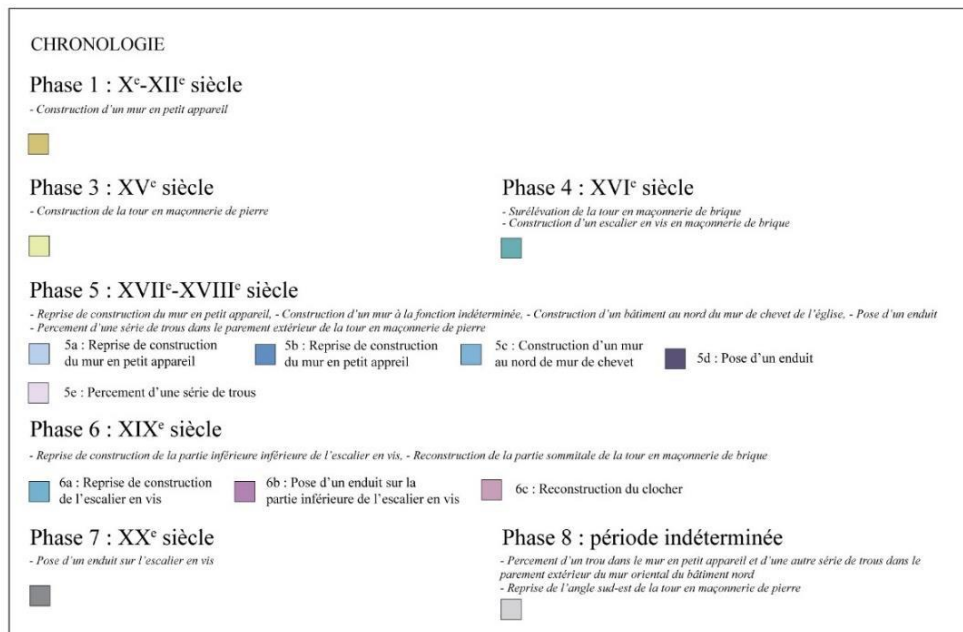 CHRONOLOGIE
Phase 1 : Xe-XIIe siècle
- Construction d'un mur en petit appareil
Phase 3 : XVe siècle
- Construction de la tour en maçonnerie de pierre
Phase 4 : XVIe siècle
- Surélévation de la tour en maçonnerie de brique
- Construction d'un escalier en vis en maçonnerie de brique
Phase 5 : XVIIe-XVIIIe siècle
- Reprise de construction du mur en petit appareil, - Construction d'un mur à la fonction indéterminée, - Construction d'un bâtiment au nord du mur de chevet de l'église, - Pose d'un enduit
- Percement d'une série de trous dans le parement extérieur de la tour en maçonnerie de pierre
5a : Reprise de construction
du mur en petit appareil
5b : Reprise de construction
du mur en petit appreil
5c : Construction d'un mur
au nord de mur de chevet
5d : Pose d'un enduit
5e : Percement d'une série de trous
Phase 6 : XIXe siècle
- Reprise de construction de la partie inférieure inférieure de l'escalier en vis, - Reconstruction de la partie sommitale de la tour en maçonnerie de brique
6a : Reprise de construction
de l'escalier en vis
6b : Pose d'un enduit sur la
partie inférieure de l'escalier en vis
6c : Reconstruction du clocher
Phase 7 : XXe siècle
- Pose d'un enduit sur l'escalier en vis
Phase 8 : période indéterminée
- Percement d'un trou dans le mur en petit appareil et d'une autre série de trous dans le
parement extérieur du mur oriental du bâtiment nord
- Reprise de l'angle sud-est de la tour en maçonnerie de pierre